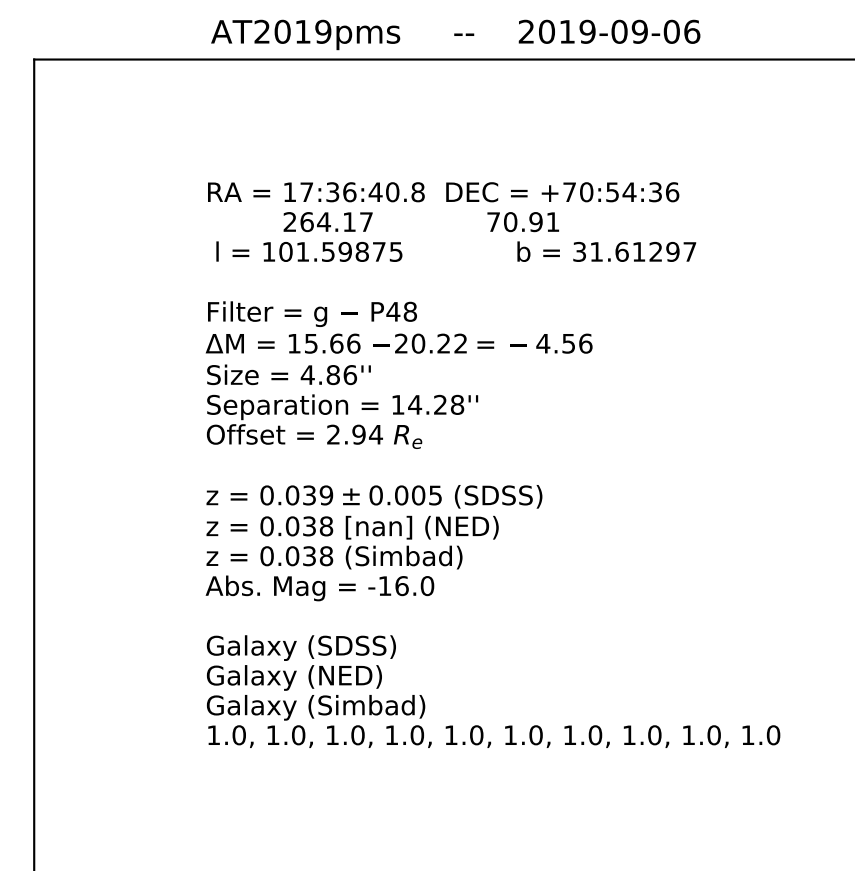 AT2019pms -- 2019-09-06
RA = 17:36:40.8 DEC = +70:54:36
264.17 70.91
l = 101.59875 b = 31.61297
Filter = g − P48
ΔM = 15.66 −20.22 = − 4.56
Size = 4.86''
Separation = 14.28''
Offset = 2.94 Re
z = 0.039 ± 0.005 (SDSS)
z = 0.038 [nan] (NED)
z = 0.038 (Simbad)
Abs. Mag = -16.0
Galaxy (SDSS)
Galaxy (NED)
Galaxy (Simbad)
1.0, 1.0, 1.0, 1.0, 1.0, 1.0, 1.0, 1.0, 1.0, 1.0